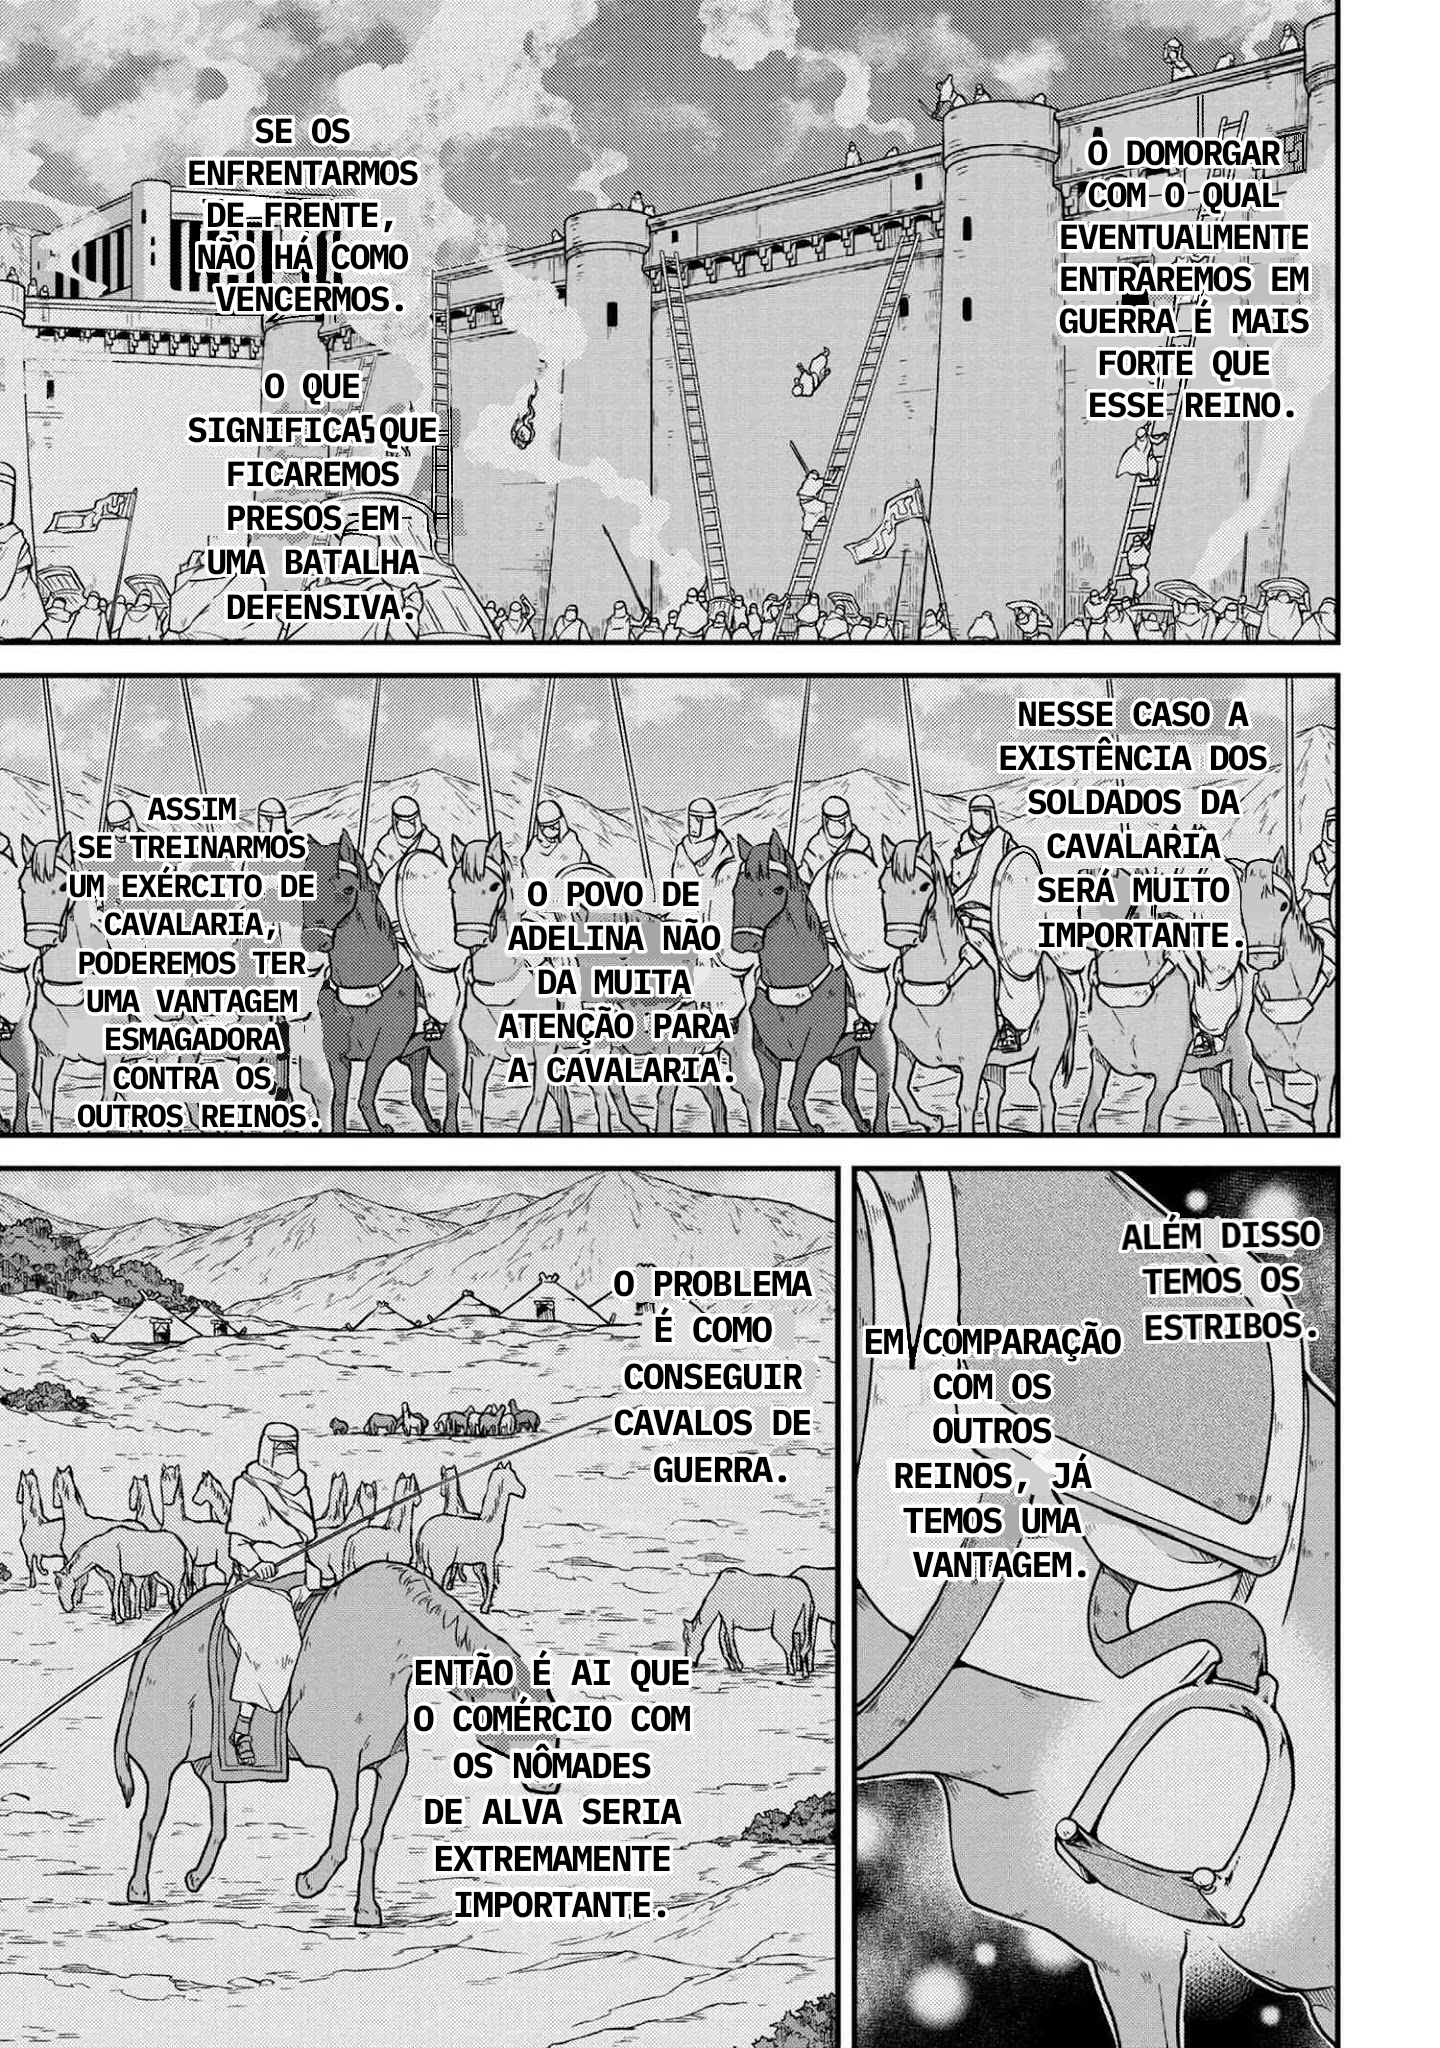 O DOMORGAR
COM O QUAL
EVENTUALMENTE
ENTRAREMOS EM
GUERRA É MAIS
FORTE QUE
ESSE REINO.
SE OS
ENFRENTARMOS
DE FRENTE,
NÃO HÁ COMO
VENCERMOS.
O QUE
SIGNIFICA QUE
FICAREMOS
PRESOS EM
UMA BATALHA
DEFENSIVA.
NESSE CASO A
EXISTÊNCIA DOS
SOLDADOS DA
CAVALARIA
SERÁ MUITO
IMPORTANTE.
O POVO DE
ADELINA NÃO
DA MUITA
ATENÇÃO PARA
A CAVALARIA.
ASSIM
SE TREINARMOS
UM EXÉRCITO DE
CAVALARIA,
PODEREMOS TER
UMA VANTAGEM
ESMAGADORA
CONTRA OS
OUTROS REINOS.
ALÉM DISSO
TEMOS OS
ESTRIBOS.
EM COMPARAÇÃO
COM OS
OUTROS
REINOS, JÁ
TEMOS UMA
VANTAGEM.
O PROBLEMA
É COMO
CONSEGUIR
CAVALOS DE
GUERRA.
ENTÃO É AI QUE
O COMÉRCIO COM
OS NÔMADES
DE ALVA SERIA
EXTREMAMENTE
IMPORTANTE.